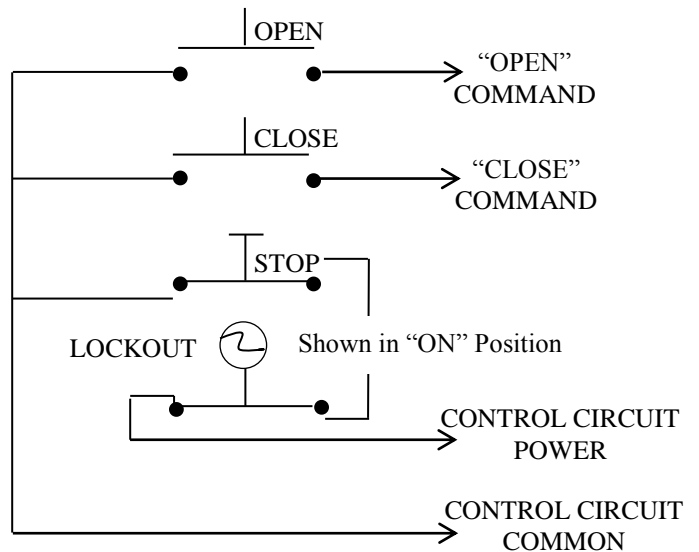 OPEN
“OPEN”
COMMAND
CLOSE
“CLOSE”
COMMAND
STOP
LOCKOUT
Shown in “ON” Position
CONTROL CIRCUIT
POWER
CONTROL CIRCUIT
COMMON